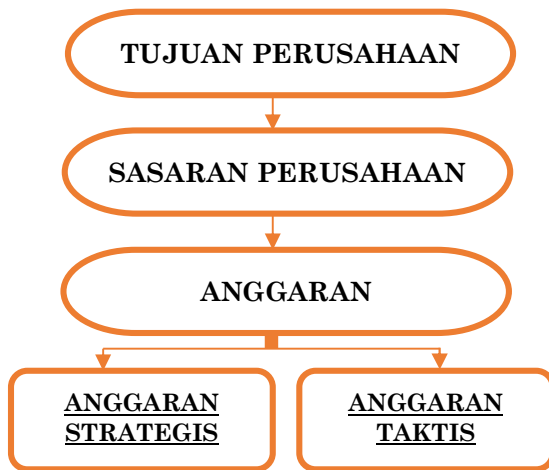 TUJUAN PERUSAHAAN
SASARAN PERUSAHAAN
ANGGARAN
ANGGARAN
STRATEGIS
ANGGARAN
TAKTIS